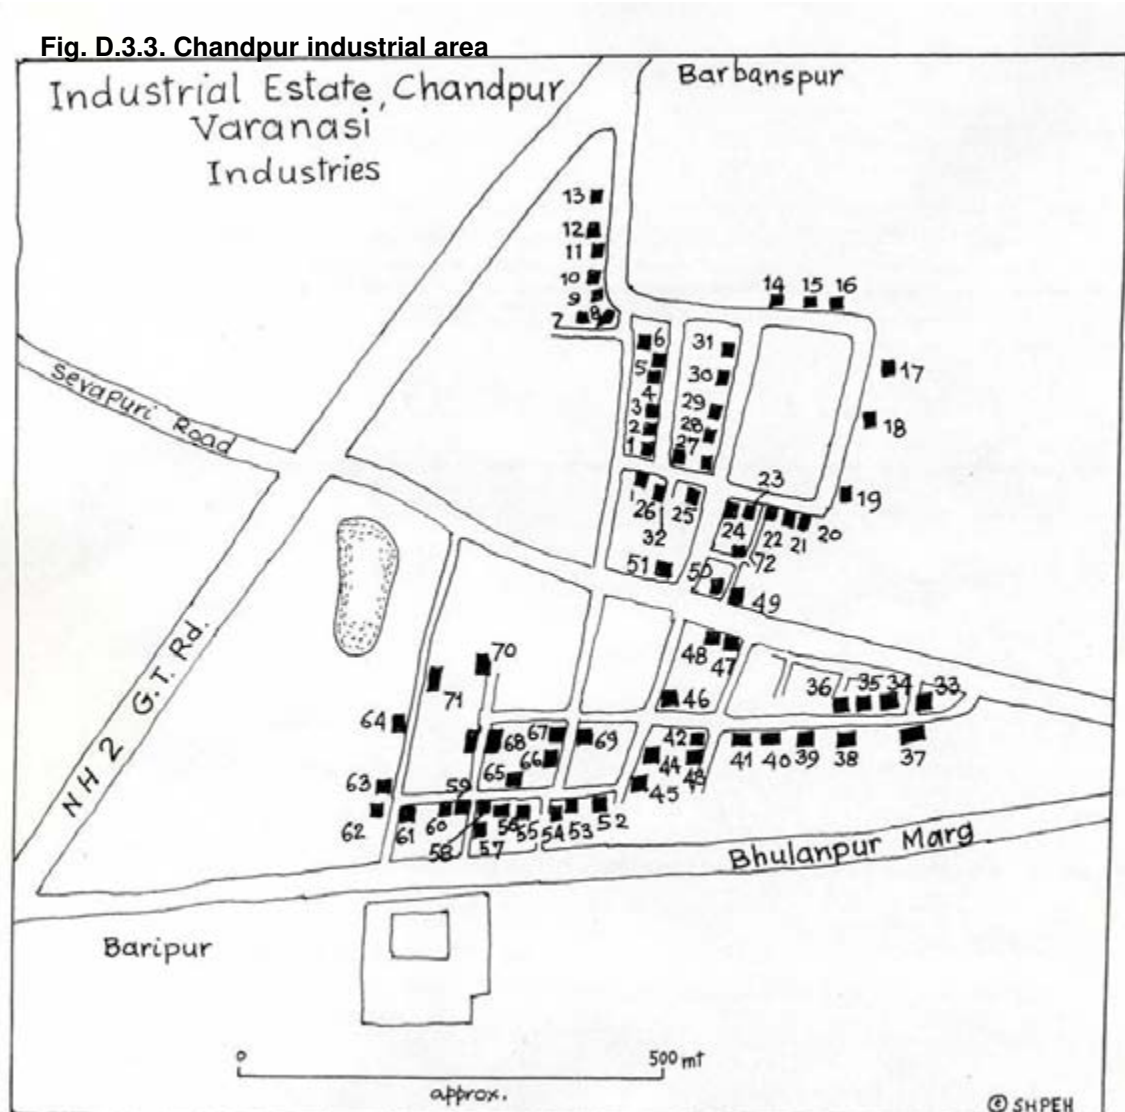 Fig. D.3.3. Chandpur industrial area
Industrial Estate, Chandpur
Varanasi
Industries
Barbanspur
13
12
11
10
9
7 8
14 15 16
6
5
4
3
2
1
31
30
29
28
27
17
18
19
23
26 25
32
24 22 21 20
72
51 50
49
Sevapuri Road
NH 2 G.T. Rd.
48 47
46
36 35 34 33
70
71
64
68 67 69
66
65
42
44 43
45
41 40 39 38 37
63
59
62 61 60
58 57
56 55 54 53 52
Bhulanpur Marg
Baripur
0 500 mt
approx.
© SHPEH